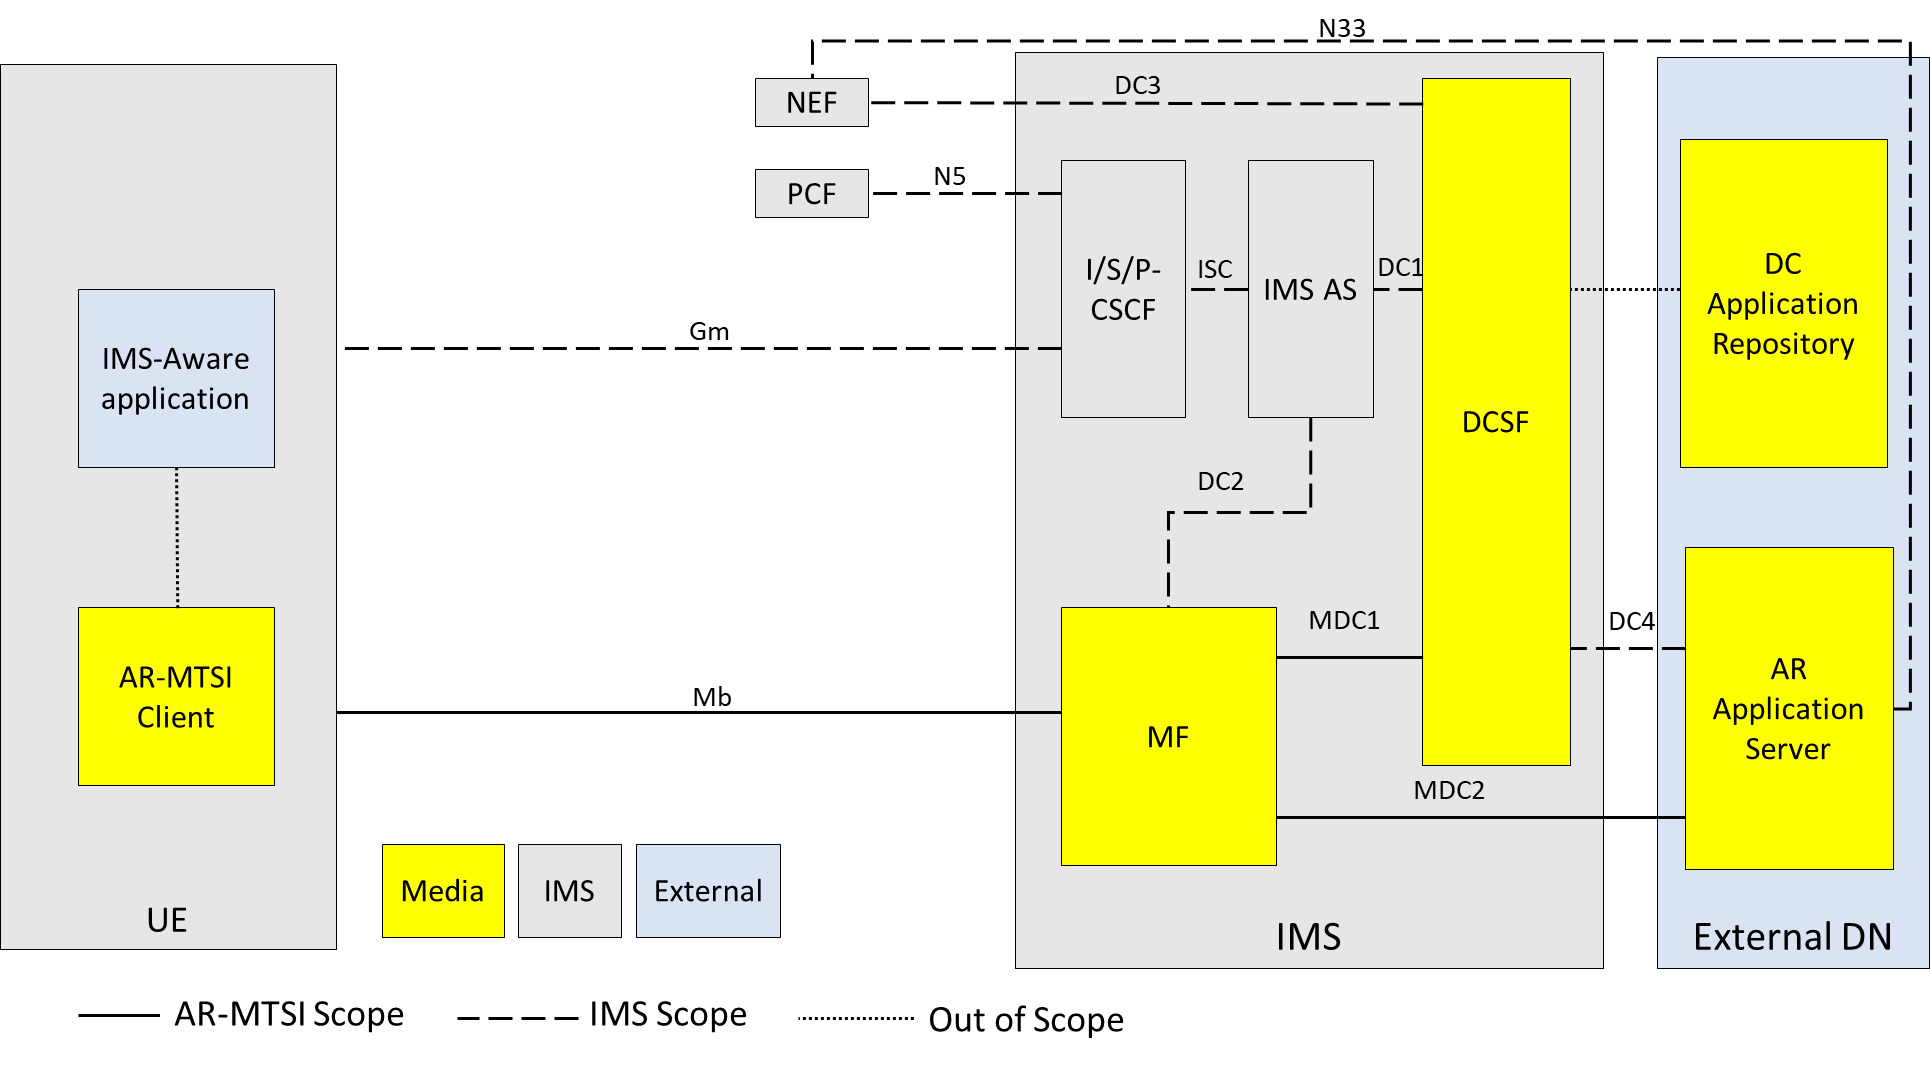 N33
NEF
DC3
PCF
N5
I/S/P-
CSCF
ISC
IMS AS
DC1
DCSF
DC
Application
Repository
Gm
IMS-Aware
application
DC2
MDC1
DC4
AR-MTSI
Client
Mb
MF
AR
Application
Server
MDC2
Media
IMS
External
UE
IMS
External DN
AR-MTSI Scope
IMS Scope
Out of Scope